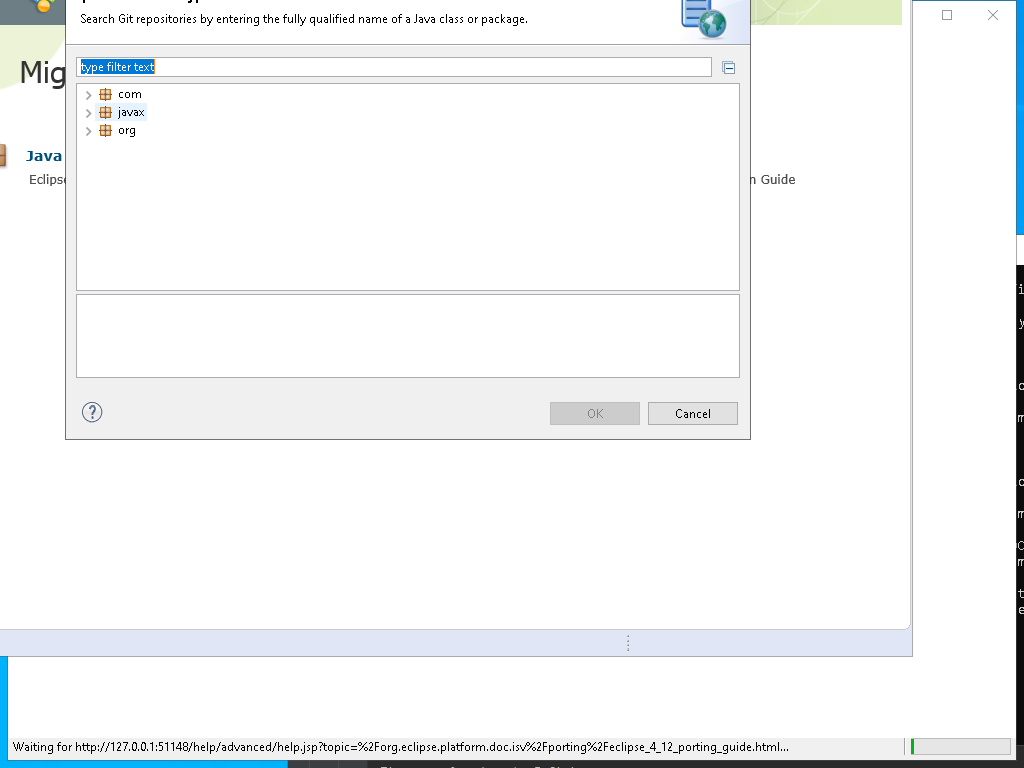 Search Git repositories by entering the fully qualified name of a Java class or package.
Mig
type filter text
com
javax
org
Java
Eclipse
n Guide
OK
Cancel
Waiting for http://127.0.0.1:51148/help/advanced/help.jsp?topic=%2Forg.eclipse.platform.doc.isv%2Fporting%2Feclipse_4_12_porting_guide.html...